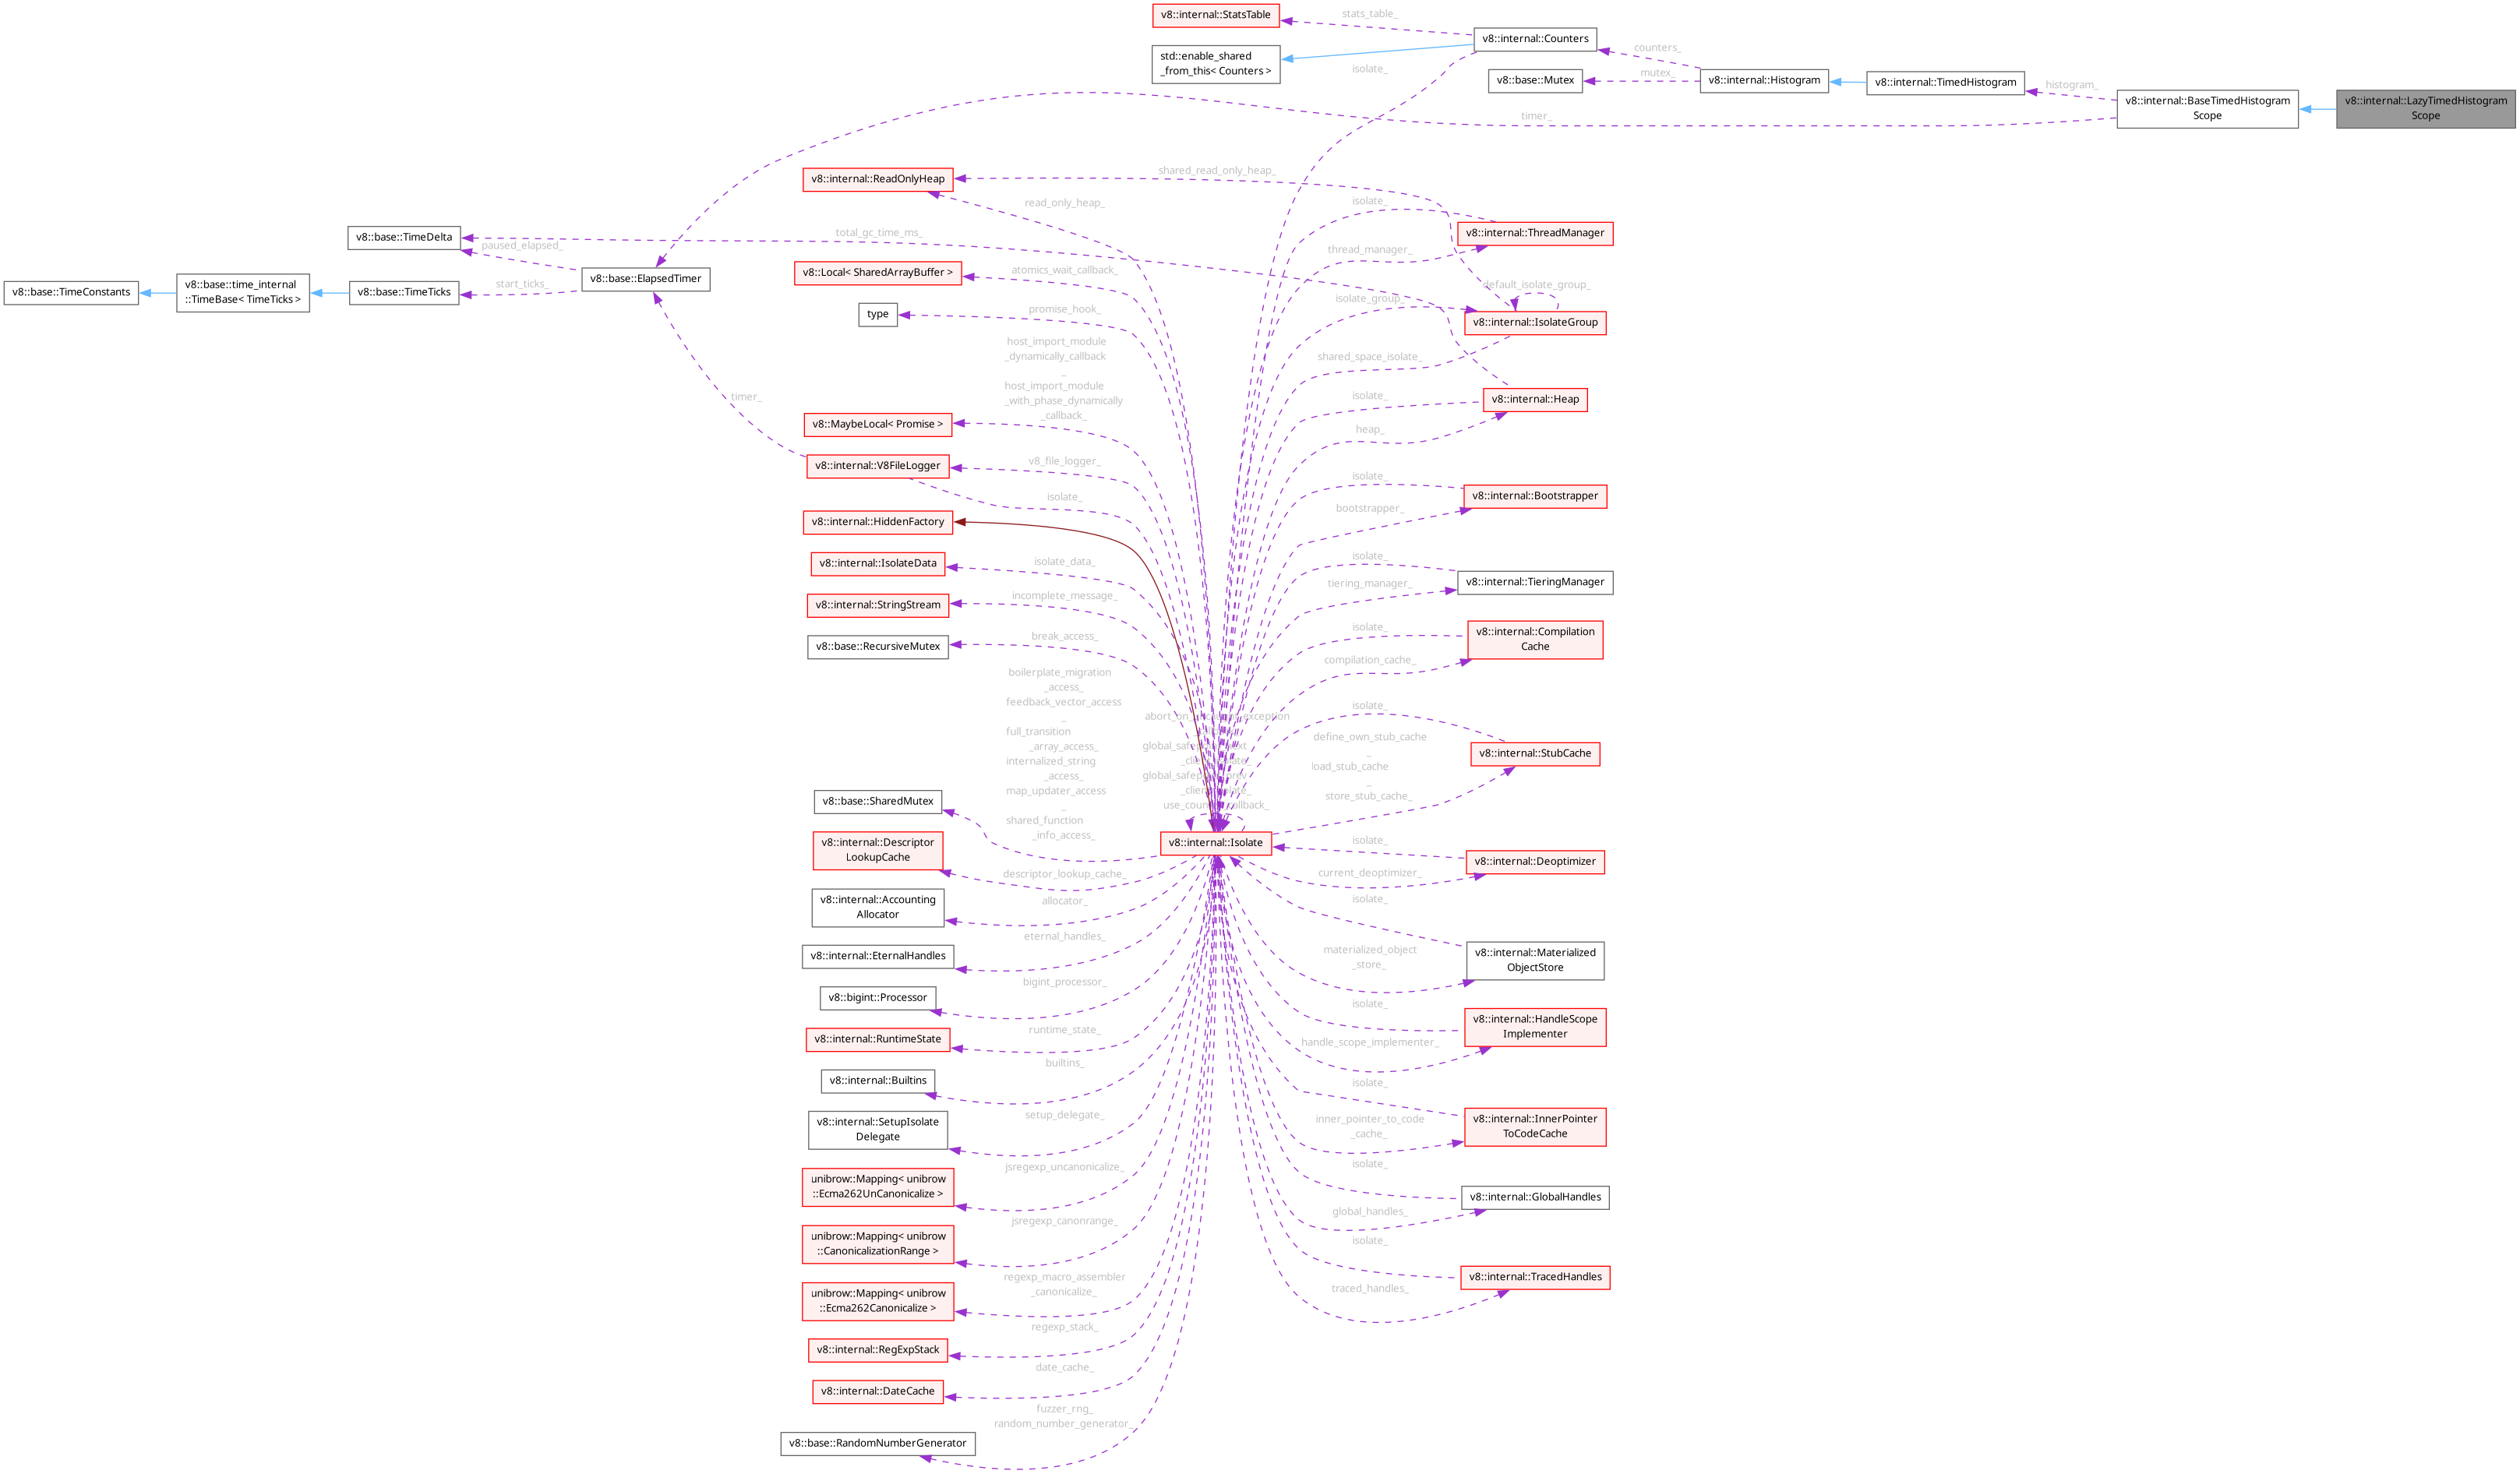 v8::internal::StatsTable
stats_table_
v8::internal::Counters
std::enable_shared
_from_this< Counters >
counters_
isolate_
v8::base::Mutex
mutex_
v8::internal::Histogram
v8::internal::TimedHistogram
histogram_
v8::internal::BaseTimedHistogram
Scope
v8::internal::LazyTimedHistogram
Scope
timer_
v8::internal::ReadOnlyHeap
shared_read_only_heap_
read_only_heap_
isolate_
v8::internal::ThreadManager
v8::base::TimeDelta
paused_elapsed_
total_gc_time_ms_
thread_manager_
v8::Local< SharedArrayBuffer >
atomics_wait_callback_
v8::base::ElapsedTimer
v8::base::TimeConstants
v8::base::time_internal
::TimeBase< TimeTicks >
v8::base::TimeTicks
start_ticks_
default_isolate_group_
isolate_group_
v8::internal::IsolateGroup
type
promise_hook_
host_import_module
_dynamically_callback
_
host_import_module
_with_phase_dynamically
_callback_
shared_space_isolate_
timer_
isolate_
v8::internal::Heap
v8::MaybeLocal< Promise >
heap_
v8::internal::V8FileLogger
v8_file_logger_
isolate_
isolate_
v8::internal::Bootstrapper
bootstrapper_
v8::internal::HiddenFactory
v8::internal::IsolateData
isolate_data_
isolate_
v8::internal::TieringManager
tiering_manager_
v8::internal::StringStream
incomplete_message_
v8::base::RecursiveMutex
break_access_
isolate_
v8::internal::Compilation
Cache
compilation_cache_
boilerplate_migration
_access_
feedback_vector_access
_
full_transition
_array_access_
internalized_string
_access_
map_updater_access
_
shared_function
_info_access_
isolate_
v8::internal::StubCache
define_own_stub_cache
_
load_stub_cache
_
store_stub_cache_
v8::base::SharedMutex
v8::internal::Isolate
v8::internal::Descriptor
LookupCache
descriptor_lookup_cache_
isolate_
v8::internal::Deoptimizer
current_deoptimizer_
v8::internal::Accounting
Allocator
allocator_
isolate_
v8::internal::Materialized
ObjectStore
materialized_object
_store_
v8::internal::EternalHandles
eternal_handles_
v8::bigint::Processor
bigint_processor_
isolate_
v8::internal::HandleScope
Implementer
handle_scope_implementer_
v8::internal::RuntimeState
runtime_state_
v8::internal::Builtins
builtins_
isolate_
v8::internal::InnerPointer
ToCodeCache
inner_pointer_to_code
_cache_
v8::internal::SetupIsolate
Delegate
setup_delegate_
unibrow::Mapping< unibrow
::Ecma262UnCanonicalize >
jsregexp_uncanonicalize_
isolate_
v8::internal::GlobalHandles
global_handles_
unibrow::Mapping< unibrow
::CanonicalizationRange >
jsregexp_canonrange_
isolate_
v8::internal::TracedHandles
traced_handles_
unibrow::Mapping< unibrow
::Ecma262Canonicalize >
regexp_macro_assembler
_canonicalize_
v8::internal::RegExpStack
regexp_stack_
v8::internal::DateCache
date_cache_
v8::base::RandomNumberGenerator
fuzzer_rng_
random_number_generator_